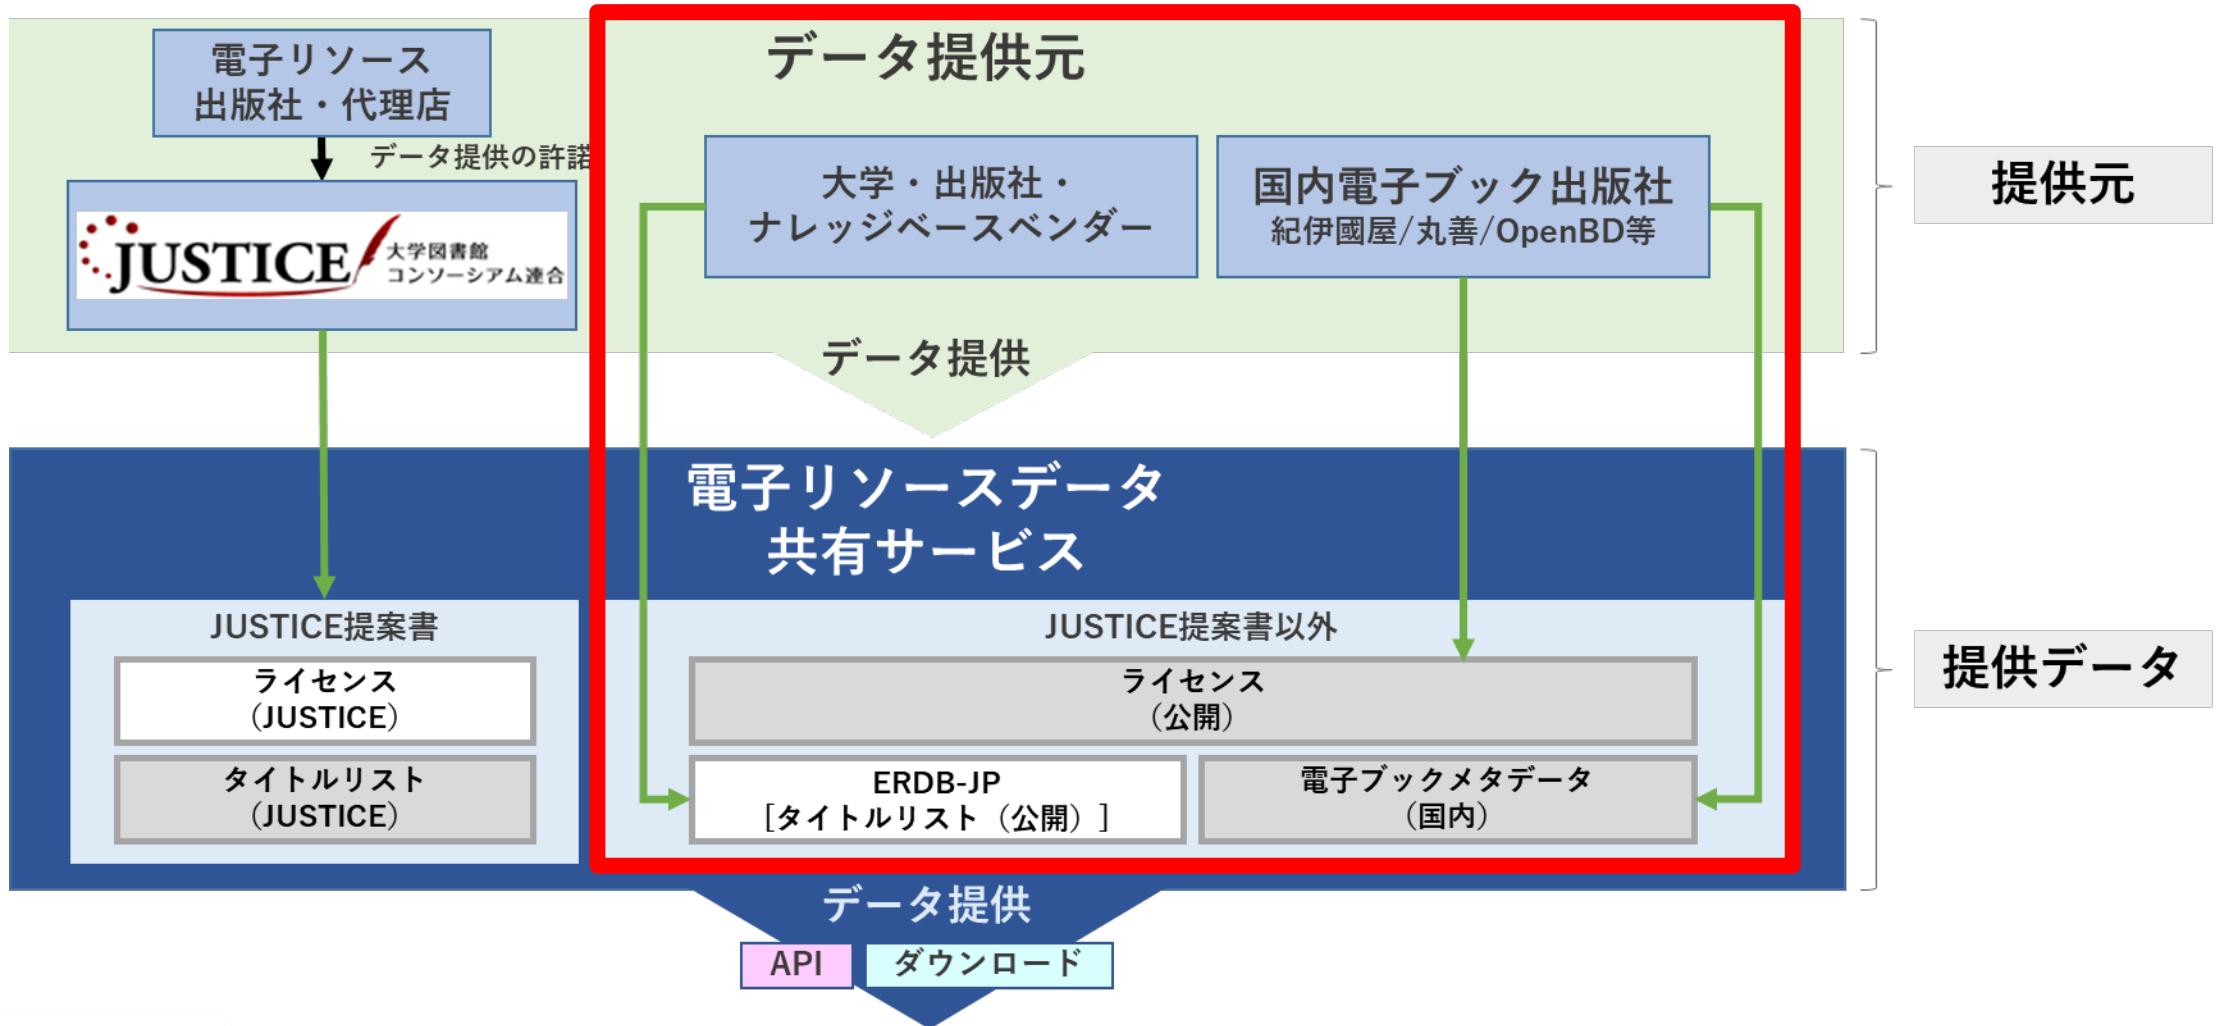 データ提供元
電子リソース
出版社・代理店
データ提供の許諾
JUSTICE
大学図書館
コンソーシアム連合
大学・出版社・
ナレッジベースベンダー
国内電子ブック出版社
紀伊國屋/丸善/OpenBD等
提供元
データ提供
電子リソースデータ
共有サービス
JUSTICE提案書
ライセンス
（JUSTICE）
タイトルリスト
（JUSTICE）
JUSTICE提案書以外
ライセンス
（公開）
ERDB-JP
［タイトルリスト（公開）］
電子ブックメタデータ
（国内）
提供データ
データ提供
API
ダウンロード